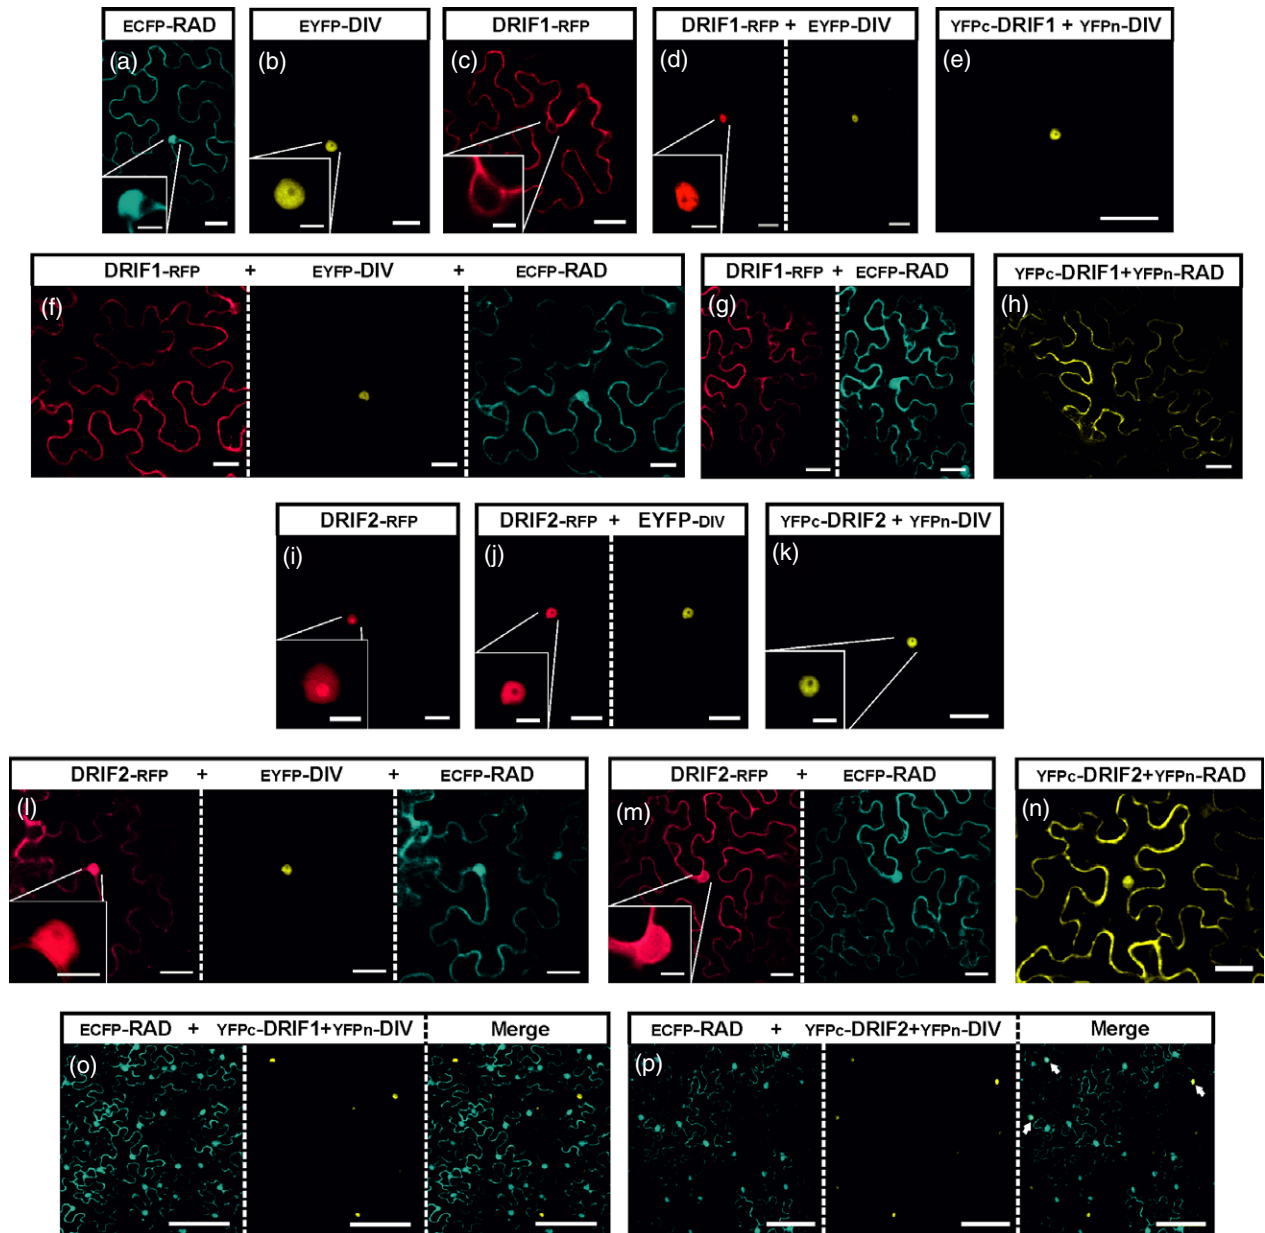 ECFP-RAD
EYFP-DIV
DRIF1-RFP
DRIF1-RFP + EYFP-DIV
YFPc-DRIF1 + YFPn-DIV
(a)
(b)
(c)
(d)
(e)
DRIF1-RFP + EYFP-DIV + ECFP-RAD
DRIF1-RFP + ECFP-RAD
YFPc-DRIF1+YFPn-RAD
(f)
(g)
(h)
DRIF2-RFP
DRIF2-RFP + EYFP-DIV
YFPc-DRIF2 + YFPn-DIV
(i)
(j)
(k)
DRIF2-RFP + EYFP-DIV + ECFP-RAD
DRIF2-RFP + ECFP-RAD
YFPc-DRIF2+YFPn-RAD
(l)
(m)
(n)
ECFP-RAD + YFPc-DRIF1+YFPn-DIV Merge
ECFP-RAD + YFPc-DRIF2+YFPn-DIV Merge
(o)
(p)